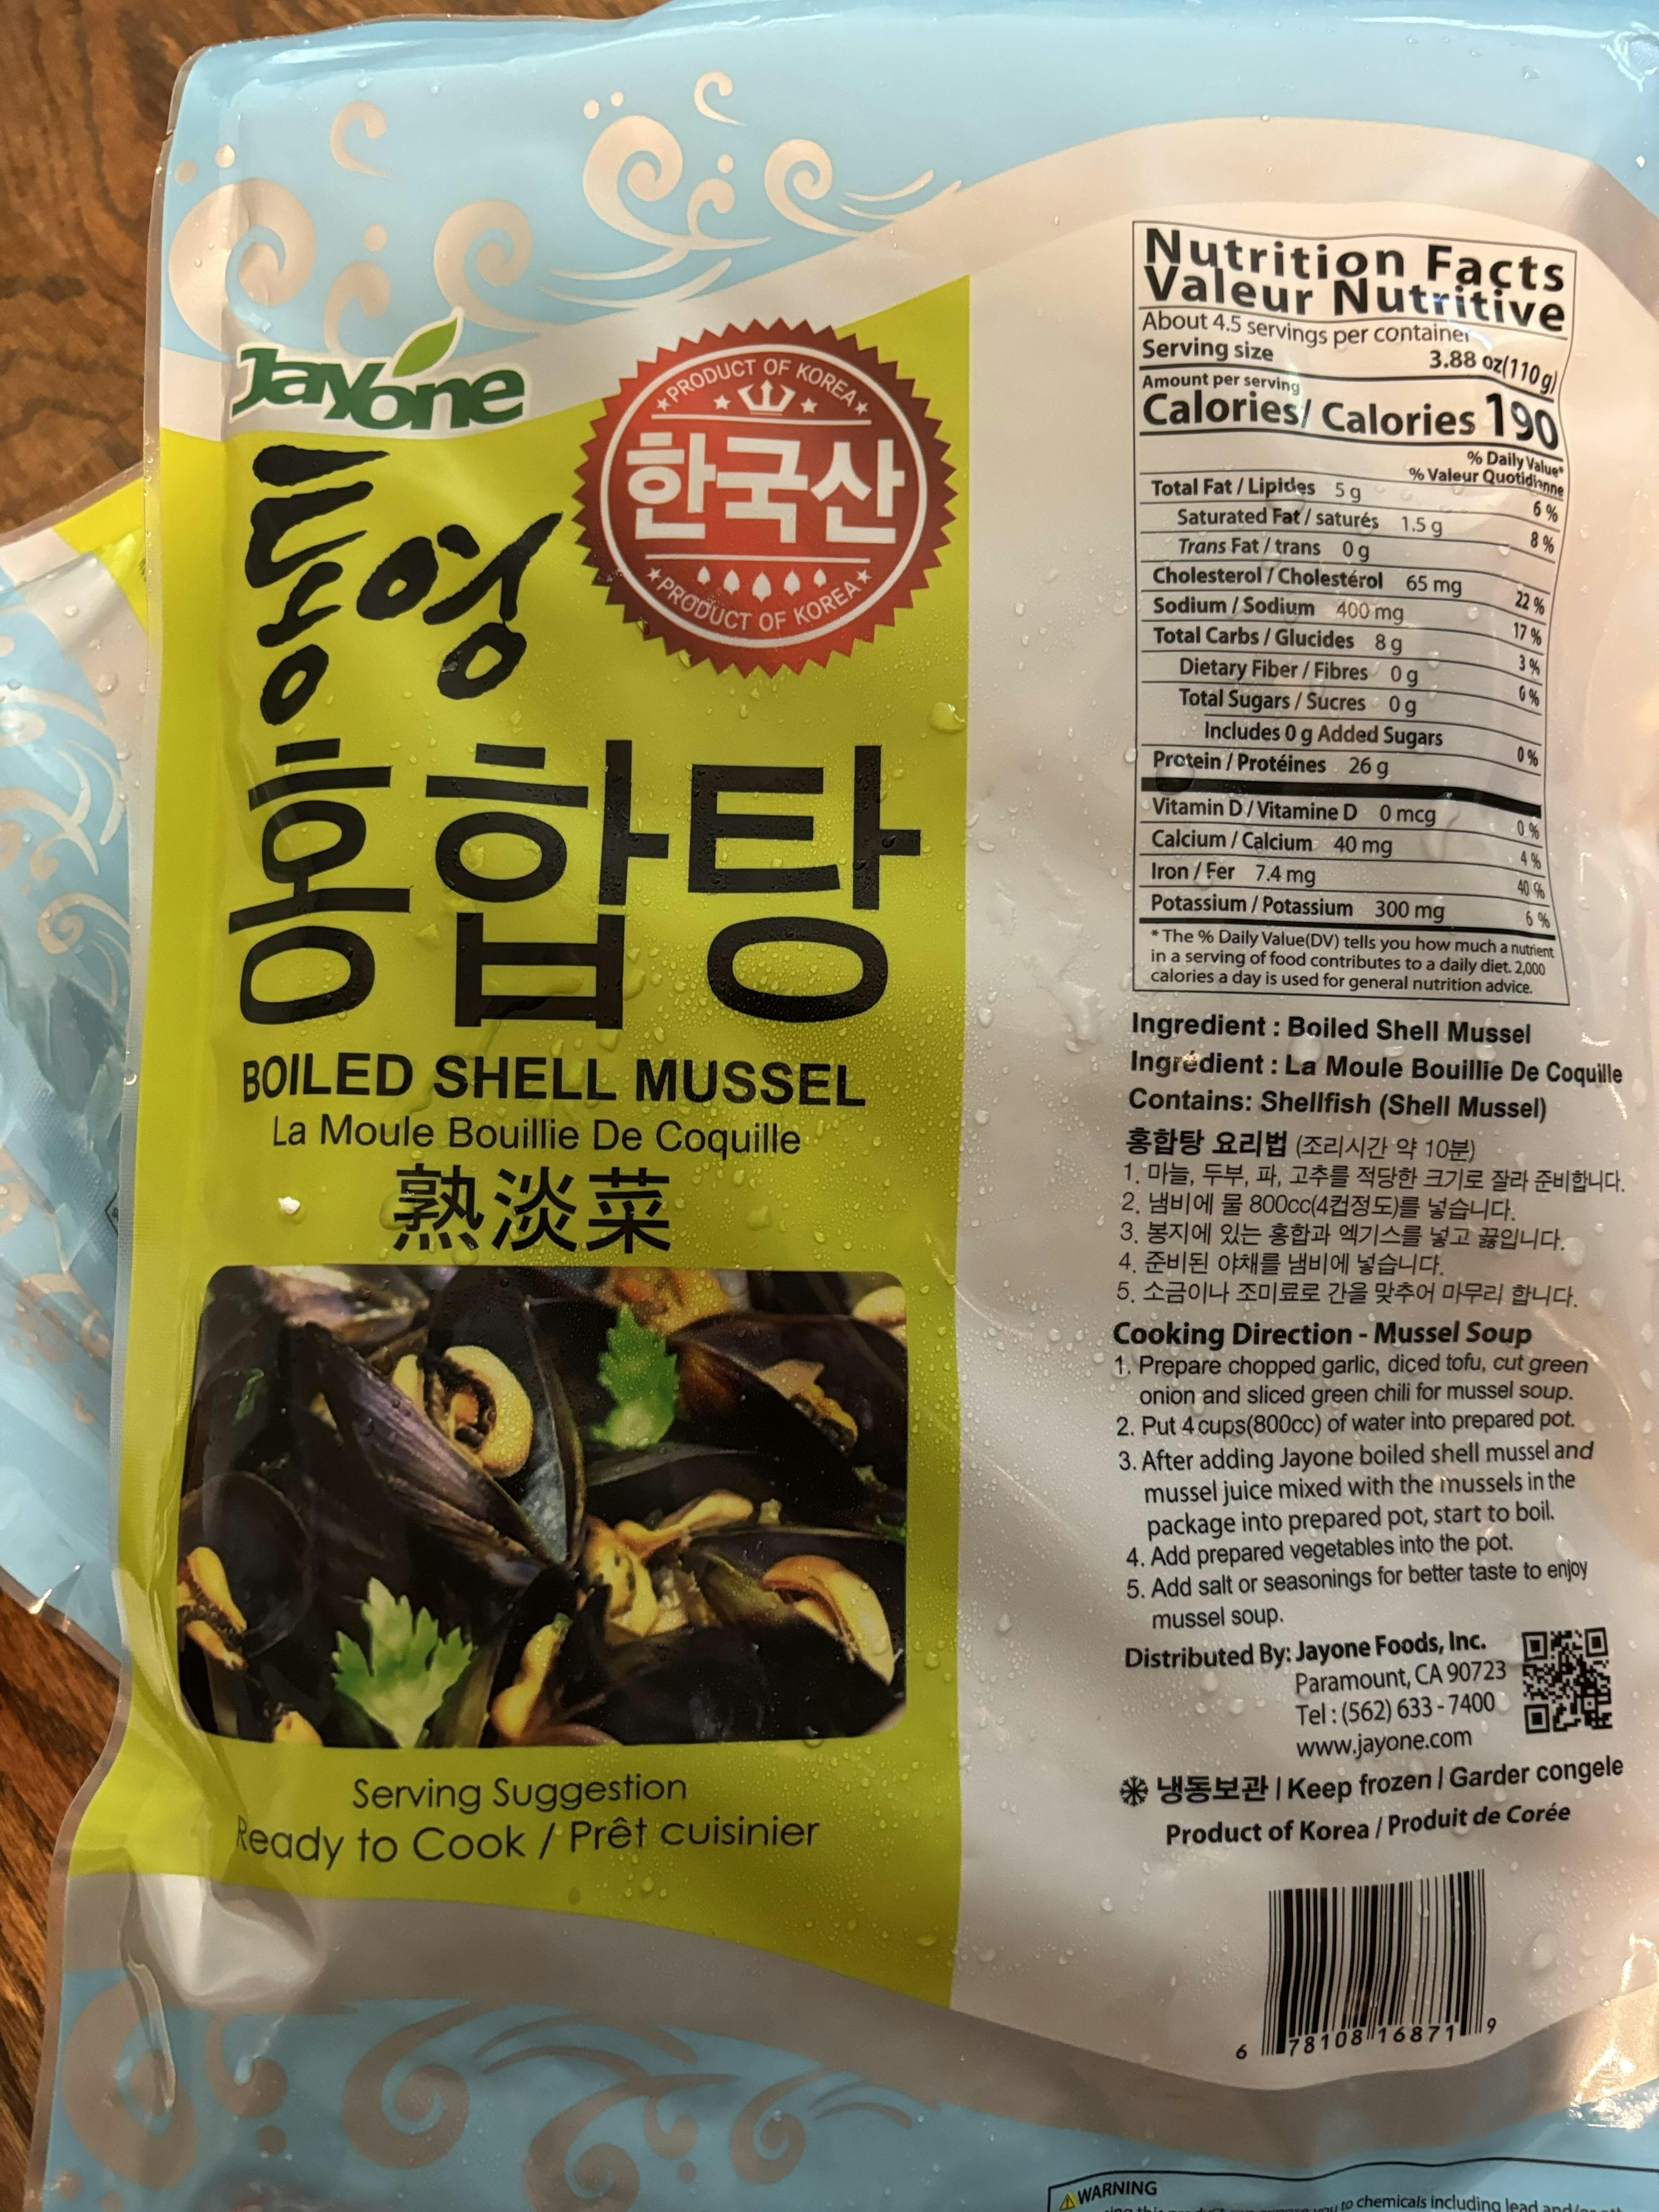 Jayone
PRODUCT OF KOREA
한국산
PRODUCT OF KOREA
통영
홍합탕
BOILED SHELL MUSSEL
La Moule Bouillie De Coquille
熟淡菜
Serving Suggestion
Ready to Cook / Prêt cuisinier
Nutrition Facts
Valeur Nutritive
About 4.5 servings per container
Serving size 3.88 oz(110 g)
Amount per serving
Calories/ Calories 190
% Daily Value*
% Valeur Quotidienne
Total Fat / Lipides 5 g 6 %
Saturated Fat / saturés 1.5 g 8 %
Trans Fat / trans 0 g
Cholesterol / Cholestérol 65 mg 22 %
Sodium / Sodium 400 mg 17 %
Total Carbs / Glucides 8 g 3 %
Dietary Fiber / Fibres 0 g 0 %
Total Sugars / Sucres 0 g
Includes 0 g Added Sugars 0 %
Protein / Protéines 26 g
Vitamin D / Vitamine D 0 mcg 0 %
Calcium / Calcium 40 mg 4 %
Iron / Fer 7.4 mg 40 %
Potassium / Potassium 300 mg 6 %
* The % Daily Value(DV) tells you how much a nutrient
in a serving of food contributes to a daily diet. 2,000
calories a day is used for general nutrition advice.
Ingredient : Boiled Shell Mussel
Ingrédient : La Moule Bouillie De Coquille
Contains: Shellfish (Shell Mussel)
홍합탕 요리법 (조리시간 약 10분)
1. 마늘, 두부, 파, 고추를 적당한 크기로 잘라 준비합니다.
2. 냄비에 물 800cc(4컵정도)를 넣습니다.
3. 봉지에 있는 홍합과 엑기스를 넣고 끓입니다.
4. 준비된 야채를 냄비에 넣습니다.
5. 소금이나 조미료로 간을 맞추어 마무리 합니다.
Cooking Direction - Mussel Soup
1. Prepare chopped garlic, diced tofu, cut green
onion and sliced green chili for mussel soup.
2. Put 4 cups(800cc) of water into prepared pot.
3. After adding Jayone boiled shell mussel and
mussel juice mixed with the mussels in the
package into prepared pot, start to boil.
4. Add prepared vegetables into the pot.
5. Add salt or seasonings for better taste to enjoy
mussel soup.
Distributed By: Jayone Foods, Inc.
Paramount, CA 90723
Tel : (562) 633 - 7400
www.jayone.com
냉동보관 | Keep frozen | Garder congele
Product of Korea / Produit de Corée
6 78108 16871 9
WARNING
you to chemicals including lead